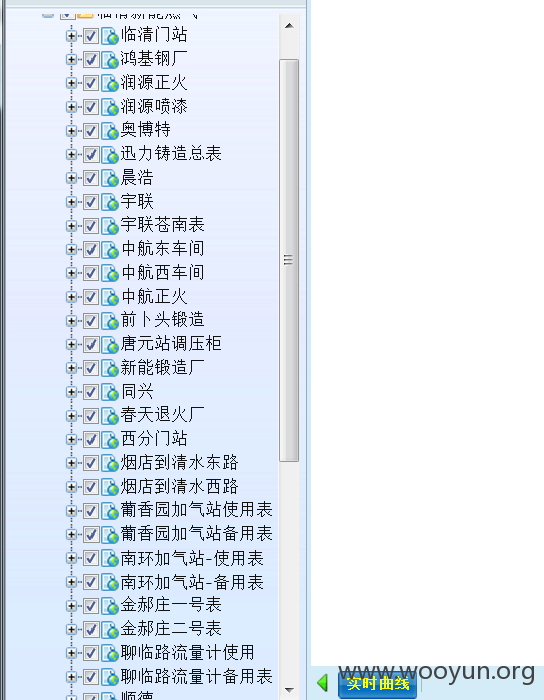 临清新能燃气
临清门站
鸿基钢厂
润源正火
润源喷漆
奥博特
迅力铸造总表
晨浩
宇联
宇联苍南表
中航东车间
中航西车间
中航正火
前卜头锻造
唐元站调压柜
新能锻造厂
同兴
春天退火厂
西分门站
烟店到清水东路
烟店到清水西路
葡香园加气站使用表
葡香园加气站备用表
南环加气站-使用表
南环加气站-备用表
金郝庄一号表
金郝庄二号表
聊临路流量计使用
聊临路流量计备用表
顺德
www.wooyun.org
实时曲线